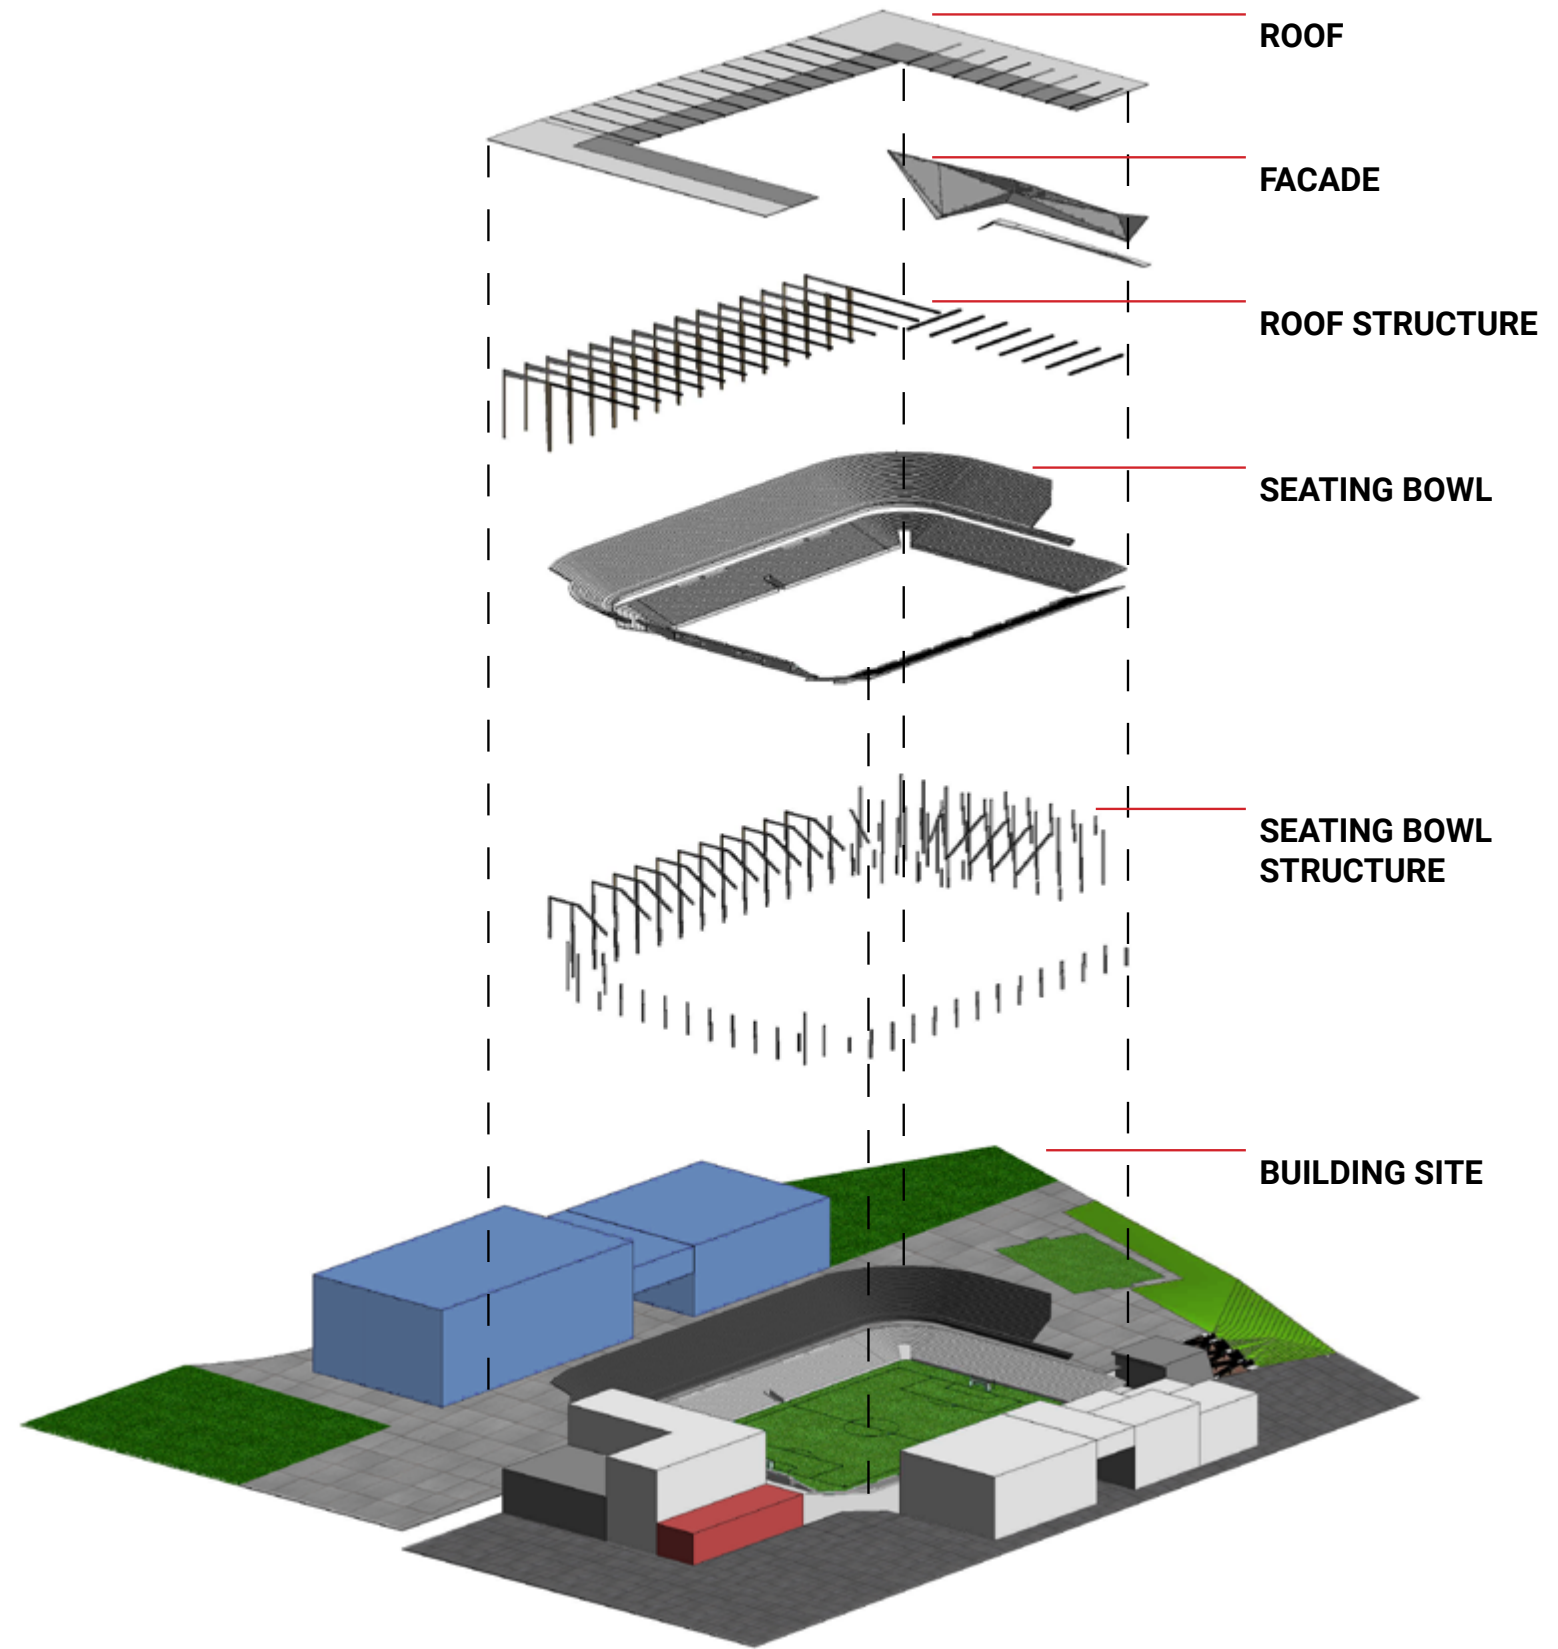 ROOF
FACADE
ROOF STRUCTURE
SEATING BOWL
SEATING BOWL
STRUCTURE
BUILDING SITE